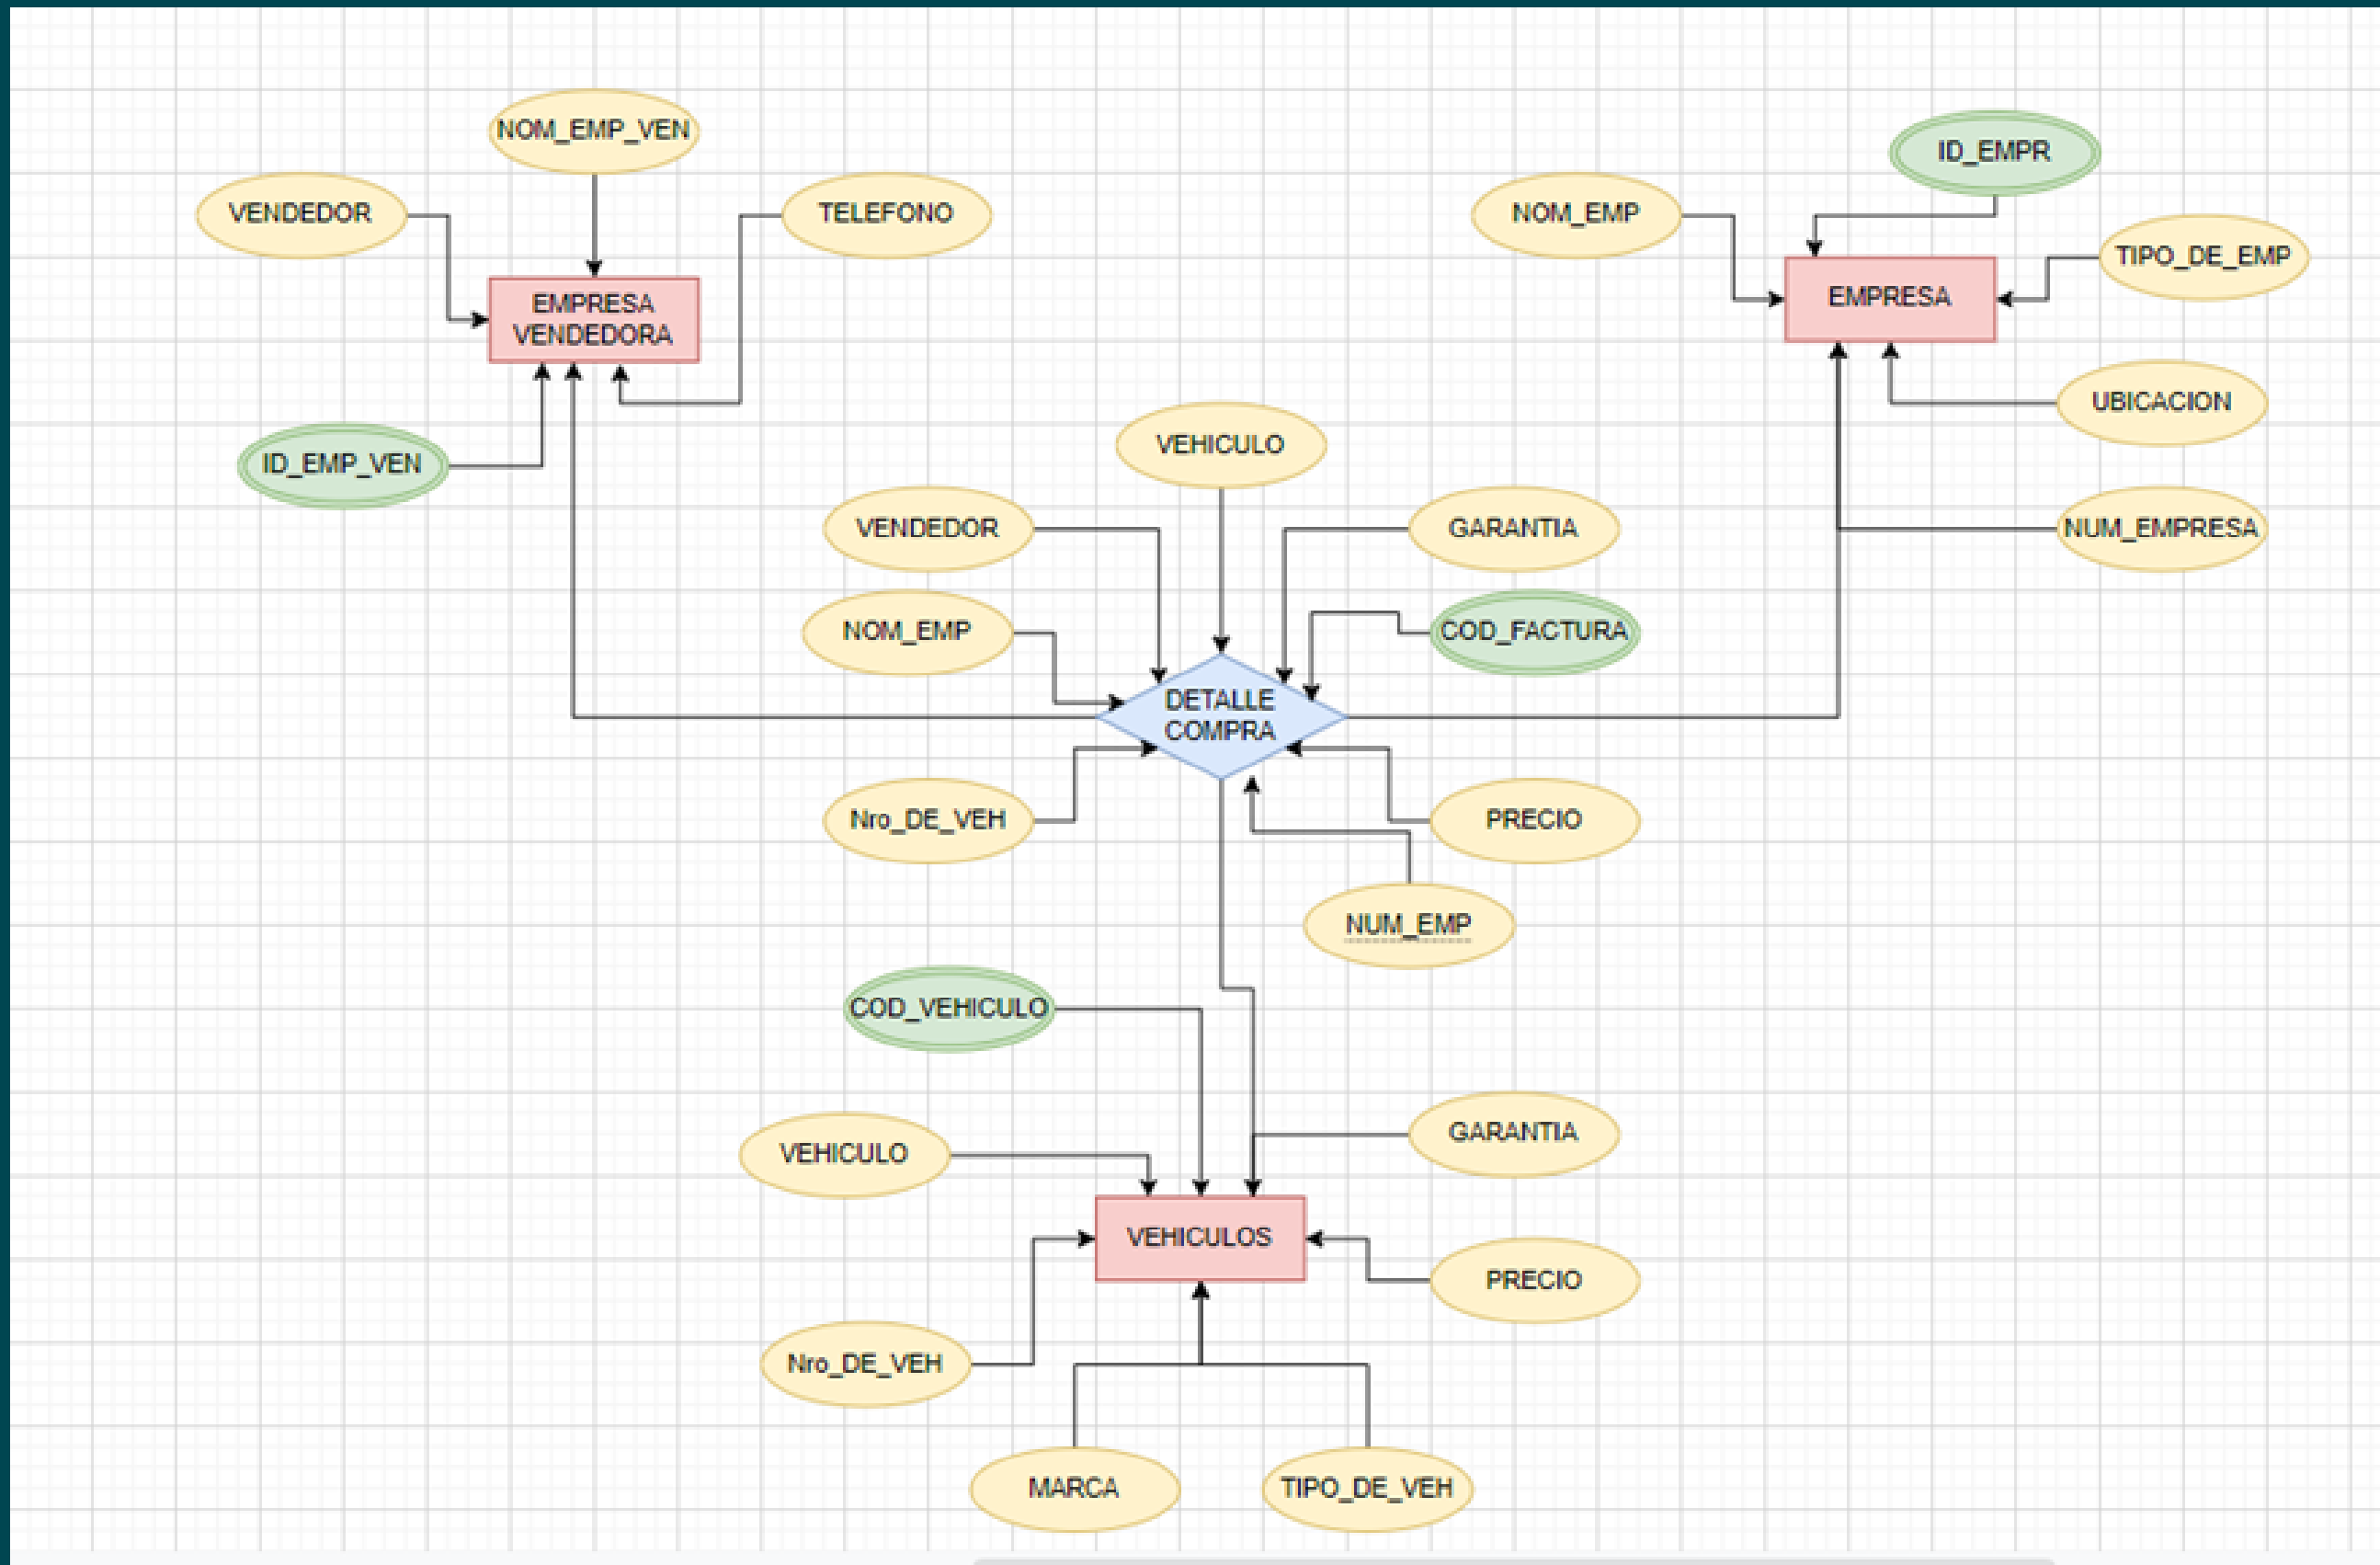 NOM_EMP_VEN
VENDEDOR
TELEFONO
EMPRESA
VENDEDORA
ID_EMP_VEN
ID_EMPR
NOM_EMP
TIPO_DE_EMP
EMPRESA
UBICACION
NUM_EMPRESA
VEHICULO
VENDEDOR
GARANTIA
NOM_EMP
COD_FACTURA
DETALLE
COMPRA
Nro_DE_VEH
PRECIO
NUM_EMP
COD_VEHICULO
GARANTIA
VEHICULO
VEHICULOS
PRECIO
Nro_DE_VEH
MARCA
TIPO_DE_VEH